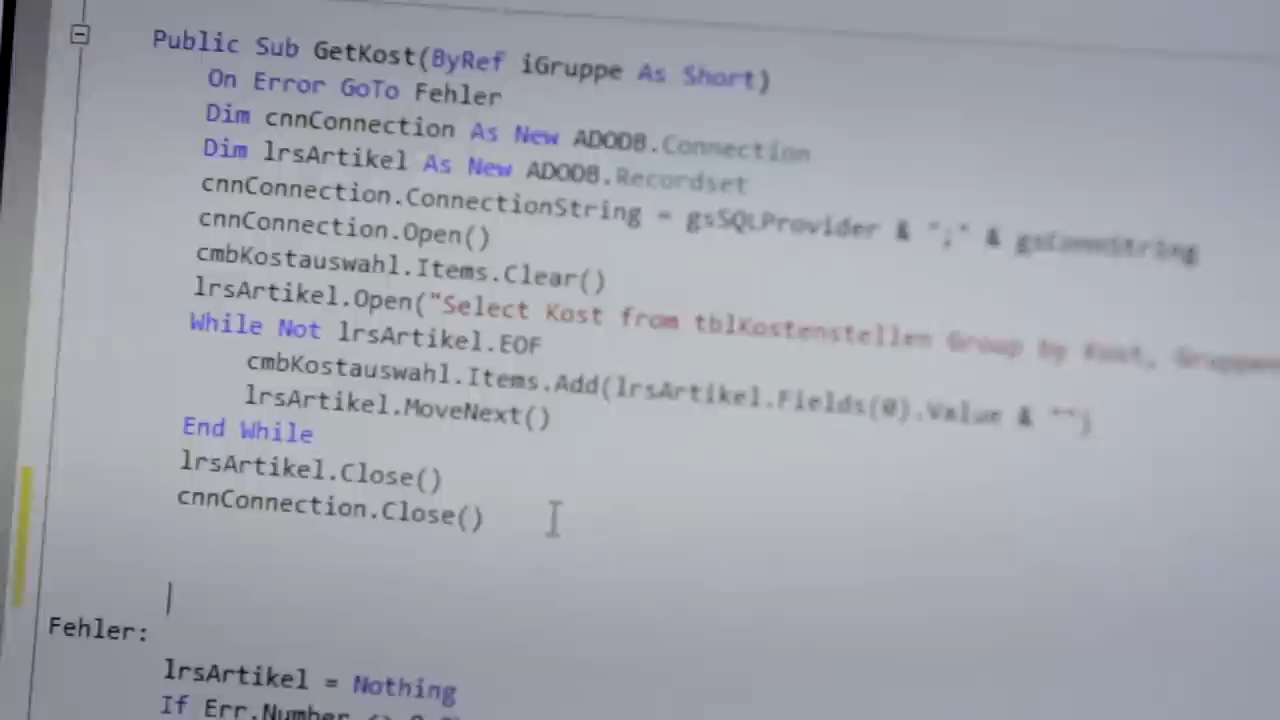 Public Sub GetKost(ByRef iGruppe As Short)
On Error GoTo Fehler
Dim cnnConnection As New ADODB.Connection
Dim lrsArtikel As New ADODB.Recordset
cnnConnection.ConnectionString = gsSQLProvider & ";" & gsConnString
cnnConnection.Open()
cmbKostauswahl.Items.Clear()
lrsArtikel.Open("Select Kost from tblKostenstellen Group by Kost,
While Not lrsArtikel.EOF
cmbKostauswahl.Items.Add(lrsArtikel.Fields(0).Value & "")
lrsArtikel.MoveNext()
End While
lrsArtikel.Close()
cnnConnection.Close()
Fehler:
lrsArtikel = Nothing
If Err.Number <>